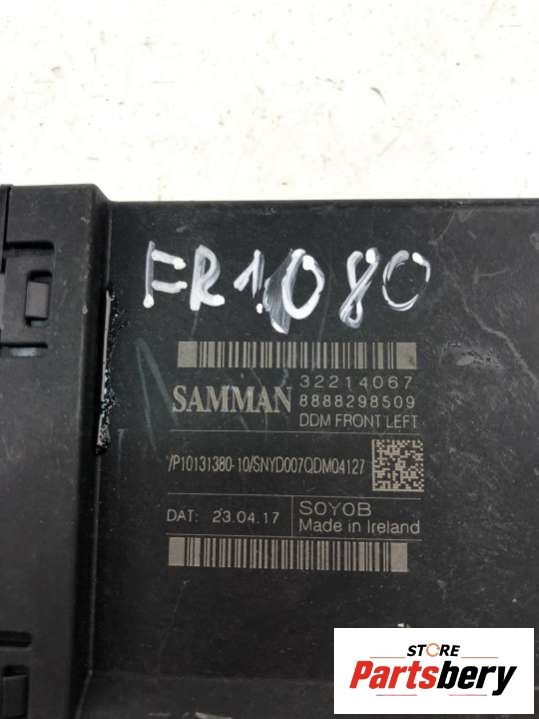 FR1080
32214067
SAMMAN 8888298509
DDM FRONT LEFT
/P10131380-10/SNYD007QDM04127
DAT: 23.04.17 SOYOB
Made in Ireland
STORE
Partsbery